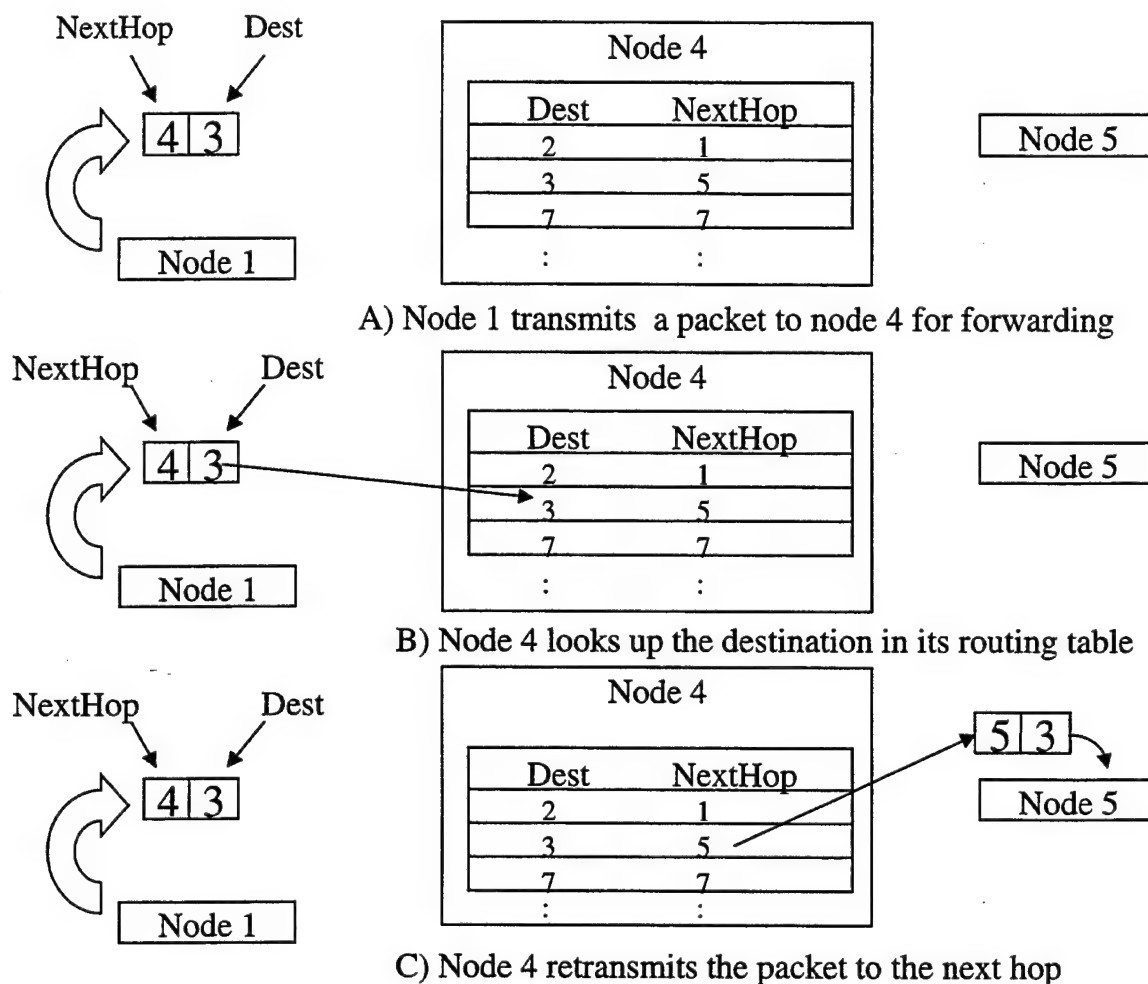 NextHop Dest
4 3
Node 1
Node 4
Dest NextHop
2 1
3 5
7 7
: :
Node 5
A) Node 1 transmits a packet to node 4 for forwarding
NextHop Dest
4 3
Node 1
Node 4
Dest NextHop
2 1
3 5
7 7
: :
Node 5
B) Node 4 looks up the destination in its routing table
NextHop Dest
4 3
Node 1
Node 4
Dest NextHop
2 1
3 5
7 7
: :
5 3
Node 5
C) Node 4 retransmits the packet to the next hop